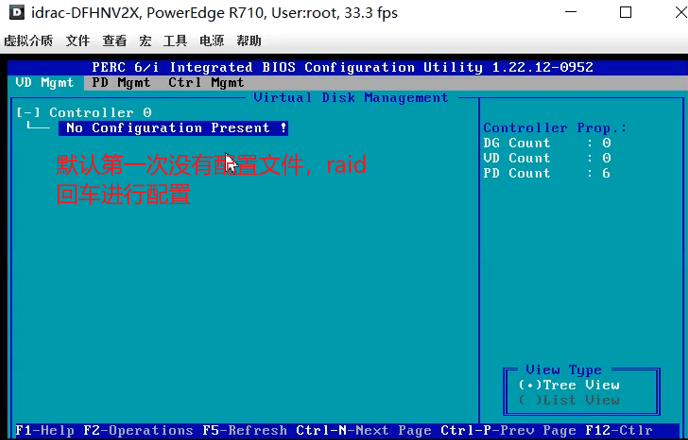 idrac-DFHNV2X, PowerEdge R710, User:root, 33.3 fps
虚拟介质 文件 查看 宏 工具 电源 帮助
PERC 6/i Integrated BIOS Configuration Utility 1.22.12-0952
VD Mgmt PD Mgmt Ctrl Mgmt
Virtual Disk Management
[-] Controller 0
No Configuration Present !
默认第一次没有配置文件，raid
回车进行配置
Controller Prop.:
DG Count : 0
VD Count : 0
PD Count : 6
View Type
(•)Tree View
( )List View
F1-Help F2-Operations F5-Refresh Ctrl-N-Next Page Ctrl-P-Prev Page F12-Ctlr